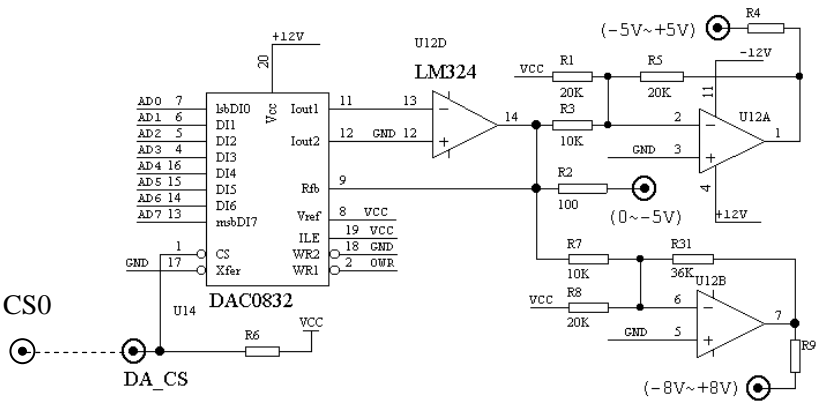 R4
(-5V~+5V)
+12V
U12D
-12V
20
LM324
VCC
R1
20K
R5
20K
11
Vcc
AD0 7 lsbDI0
Iout1 11
13 −
14
R3
10K
2 −
U12A
1
AD1 6 DI1
AD2 5 DI2
Iout2 12
GND 12 +
GND 3 +
AD3 4 DI3
AD4 16 DI4
AD5 15 DI5
Rfb 9
R2
100
4
AD6 14 DI6
AD7 13 msbDI7
Vref 8 VCC
(0~-5V)
+12V
ILE 19 VCC
1 CS
WR2 18 GND
GND 17 Xfer
WR1 2 OWR
R7
10K
R31
36K
U12B
DAC0832
U14
VCC
R8
20K
6 −
7
CS0
VCC
R6
GND 5 +
R9
DA_CS
(-8V~+8V)